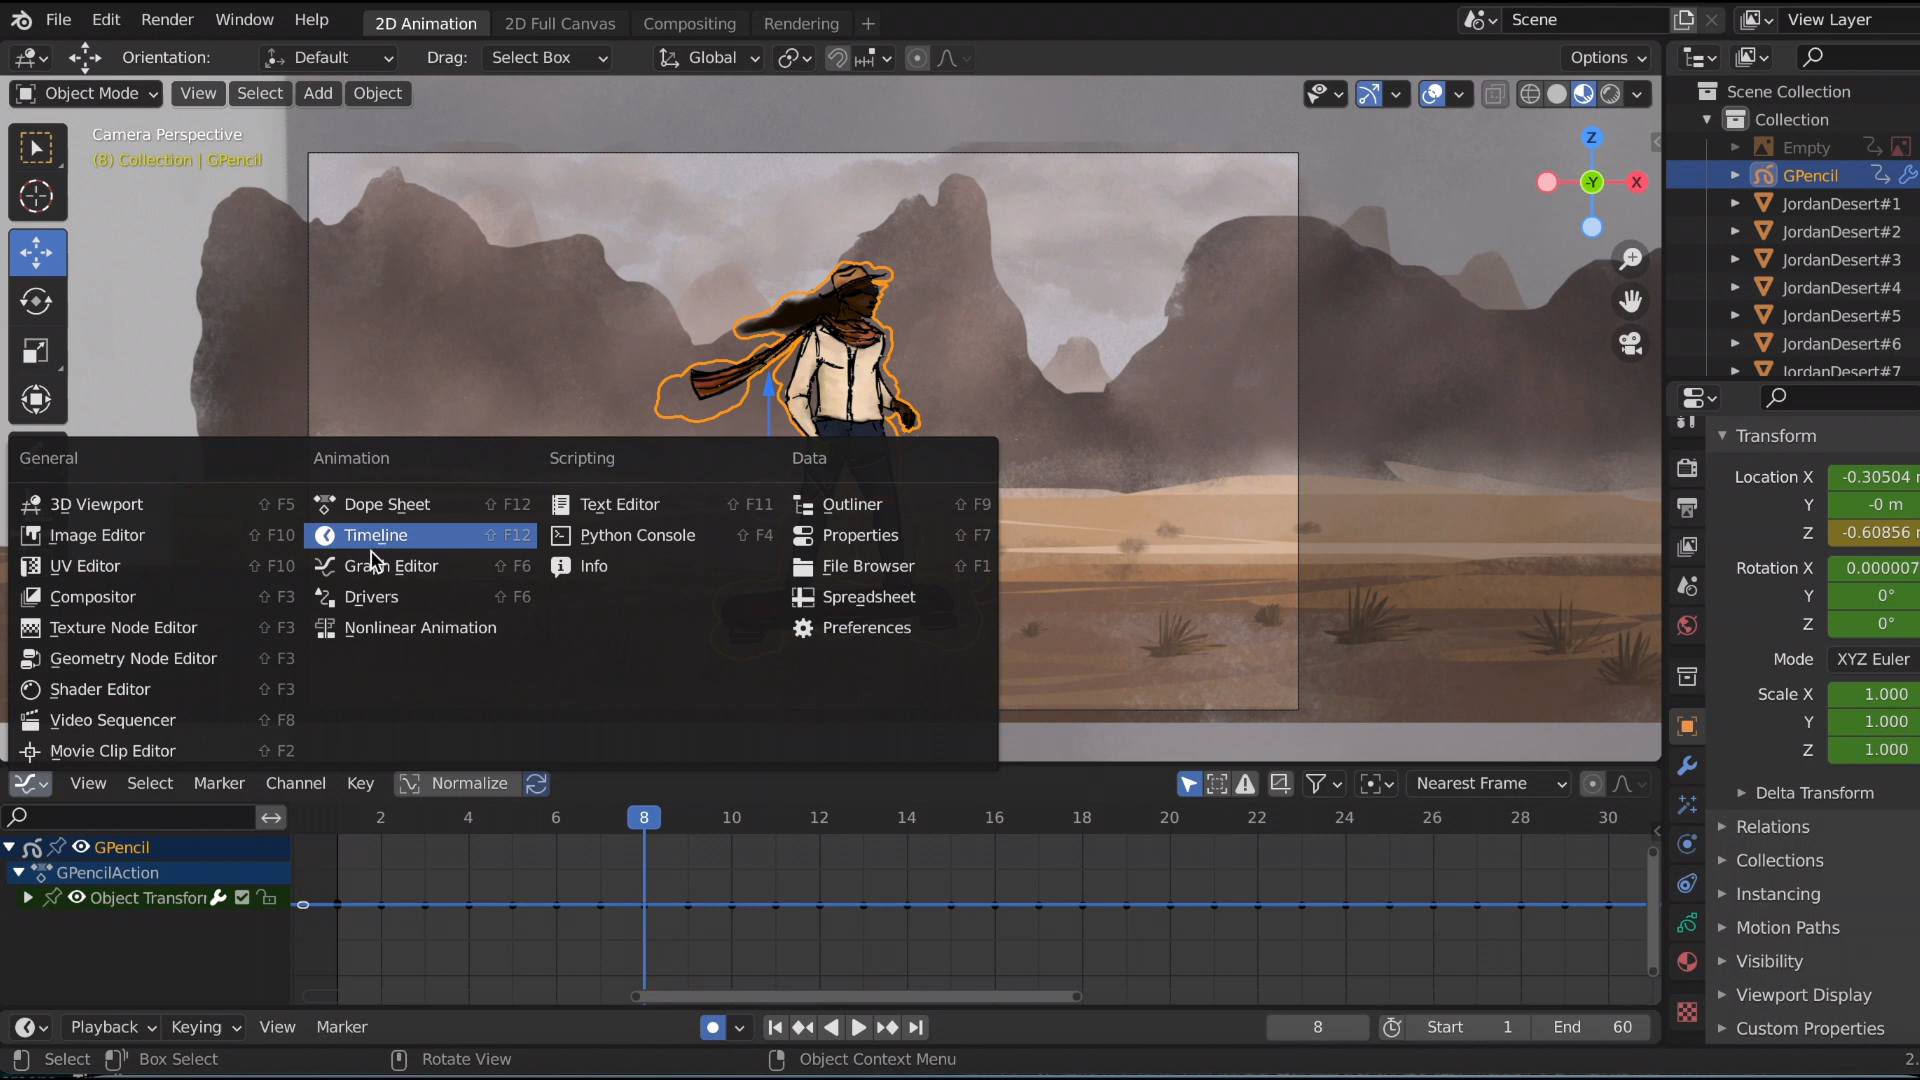 File Edit Render Window Help 2D Animation 2D Full Canvas Compositing Rendering + Scene View Layer
Orientation: Default Drag: Select Box Global Options
Object Mode View Select Add Object
Camera Perspective
(8) Collection | GPencil
Z
-Y
X
Scene Collection
Collection
Empty
GPencil
JordanDesert#1
JordanDesert#2
JordanDesert#3
JordanDesert#4
JordanDesert#5
JordanDesert#6
JordanDesert#7
General
3D Viewport ⇧ F5
Image Editor ⇧ F10
UV Editor ⇧ F10
Compositor ⇧ F3
Texture Node Editor ⇧ F3
Geometry Node Editor ⇧ F3
Shader Editor ⇧ F3
Video Sequencer ⇧ F8
Movie Clip Editor ⇧ F2
Animation
Dope Sheet ⇧ F12
Timeline ⇧ F12
Graph Editor ⇧ F6
Drivers ⇧ F6
Nonlinear Animation
Scripting
Text Editor ⇧ F11
Python Console ⇧ F4
Info
Data
Outliner ⇧ F9
Properties ⇧ F7
File Browser ⇧ F1
Spreadsheet
Preferences
Transform
Location X -0.30504
Y -0 m
Z -0.60856
Rotation X 0.000007
Y 0°
Z 0°
Mode XYZ Euler
Scale X 1.000
Y 1.000
Z 1.000
Delta Transform
Relations
Collections
Instancing
Motion Paths
Visibility
Viewport Display
Custom Properties
View Select Marker Channel Key Normalize Nearest Frame
2 4 6 8 10 12 14 16 18 20 22 24 26 28 30
GPencil
GPencilAction
Object Transfor
Playback Keying View Marker 8 Start 1 End 60
Select Box Select Rotate View Object Context Menu 2.